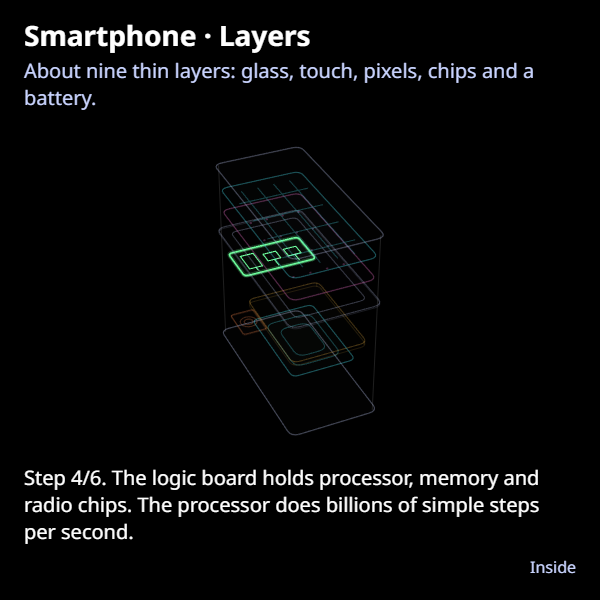 Smartphone · Layers
About nine thin layers: glass, touch, pixels, chips and a
battery.
Step 4/6. The logic board holds processor, memory and
radio chips. The processor does billions of simple steps
per second.
Inside